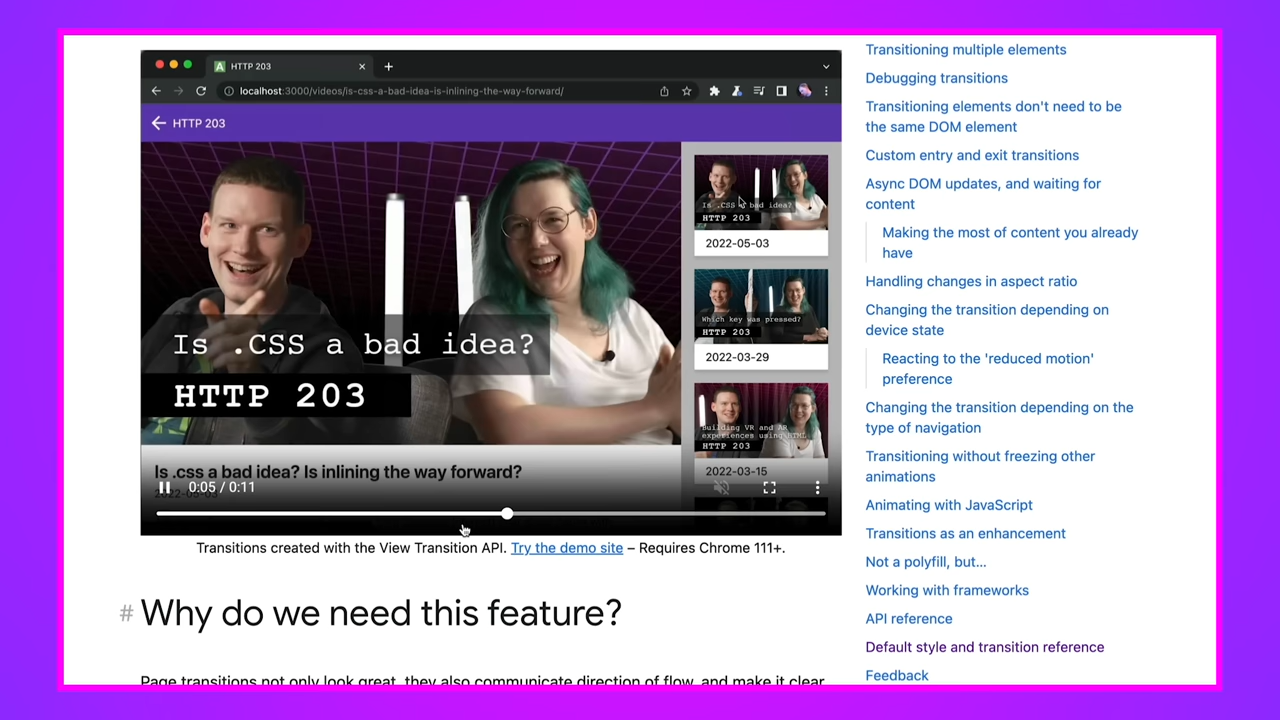 HTTP 203
localhost:3000/videos/is-css-a-bad-idea-is-inlining-the-way-forward/
HTTP 203
Is .CSS a bad idea?
HTTP 203
Is .css a bad idea? Is inlining the way forward?
2022-05-03
0:05 / 0:11
Is .CSS a bad idea?
HTTP 203
2022-05-03
Which key was pressed?
HTTP 203
2022-03-29
Building VR and AR
experiences using HTML
HTTP 203
2022-03-15
Transitions created with the View Transition API. Try the demo site – Requires Chrome 111+.
# Why do we need this feature?
Page transitions not only look great, they also communicate direction of flow, and make it clear
Transitioning multiple elements
Debugging transitions
Transitioning elements don't need to be
the same DOM element
Custom entry and exit transitions
Async DOM updates, and waiting for
content
Making the most of content you already
have
Handling changes in aspect ratio
Changing the transition depending on
device state
Reacting to the 'reduced motion'
preference
Changing the transition depending on the
type of navigation
Transitioning without freezing other
animations
Animating with JavaScript
Transitions as an enhancement
Not a polyfill, but...
Working with frameworks
API reference
Default style and transition reference
Feedback